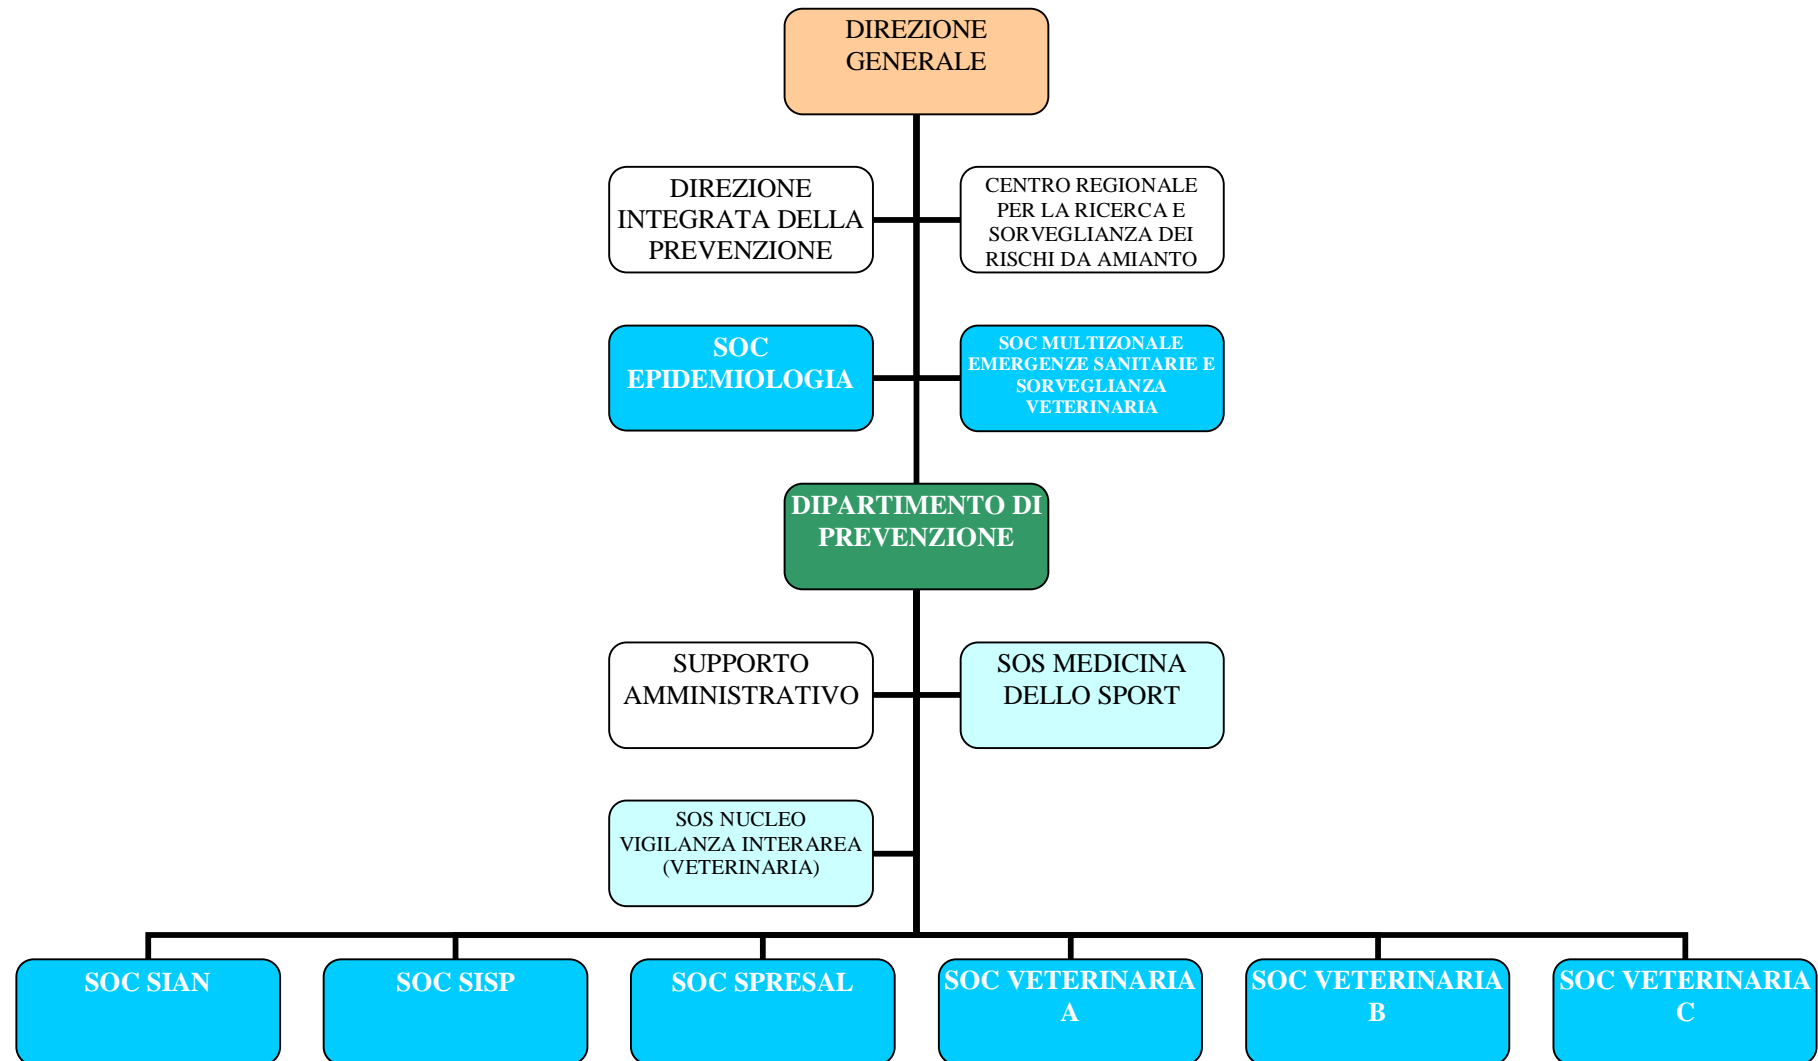 DIREZIONE
GENERALE
DIREZIONE
INTEGRATA DELLA
PREVENZIONE
CENTRO REGIONALE
PER LA RICERCA E
SORVEGLIANZA DEI
RISCHI DA AMIANTO
SOC
EPIDEMIOLOGIA
SOC MULTIZONALE
EMERGENZE SANITARIE E
SORVEGLIANZA
VETERINARIA
DIPARTIMENTO DI
PREVENZIONE
SUPPORTO
AMMINISTRATIVO
SOS MEDICINA
DELLO SPORT
SOS NUCLEO
VIGILANZA INTERAREA
(VETERINARIA)
SOC SIAN
SOC SISP
SOC SPRESAL
SOC VETERINARIA
A
SOC VETERINARIA
B
SOC VETERINARIA
C